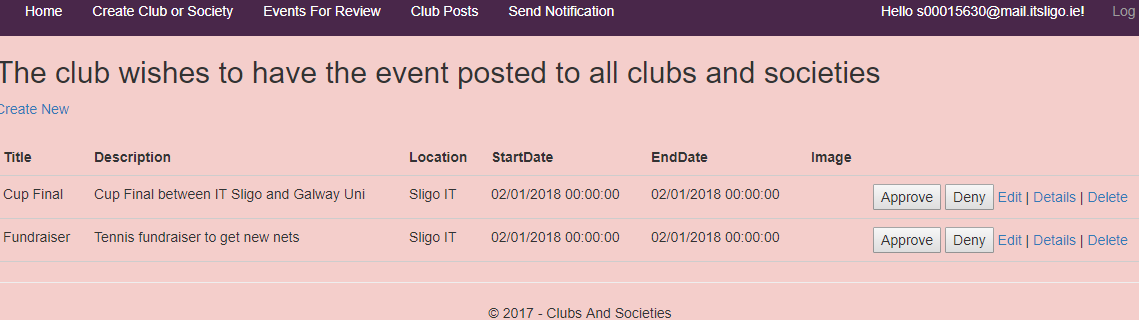 Home Create Club or Society Events For Review Club Posts Send Notification Hello s00015630@mail.itsligo.ie! Log
The club wishes to have the event posted to all clubs and societies
Create New
Title Description Location StartDate EndDate Image
Cup Final Cup Final between IT Sligo and Galway Uni Sligo IT 02/01/2018 00:00:00 02/01/2018 00:00:00 Approve Deny Edit | Details | Delete
Fundraiser Tennis fundraiser to get new nets Sligo IT 02/01/2018 00:00:00 02/01/2018 00:00:00 Approve Deny Edit | Details | Delete
© 2017 - Clubs And Societies